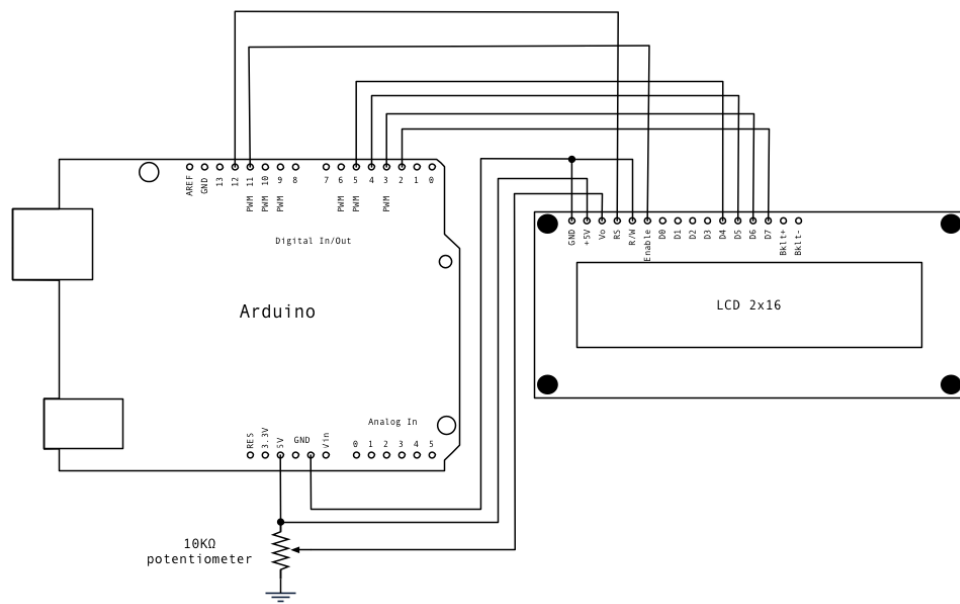 AREF
GND
13
12
11
10
9
8
7
6
5
4
3
2
1
0
PWM
PWM
PWM
PWM
PWM
PWM
Digital In/Out
Arduino
GND
+5V
Vo
RS
R/W
Enable
D0
D1
D2
D3
D4
D5
D6
D7
Bklt+
Bklt-
LCD 2x16
Analog In
RES
3.3V
5V
GND
Vin
0
1
2
3
4
5
10KΩ
potentiometer